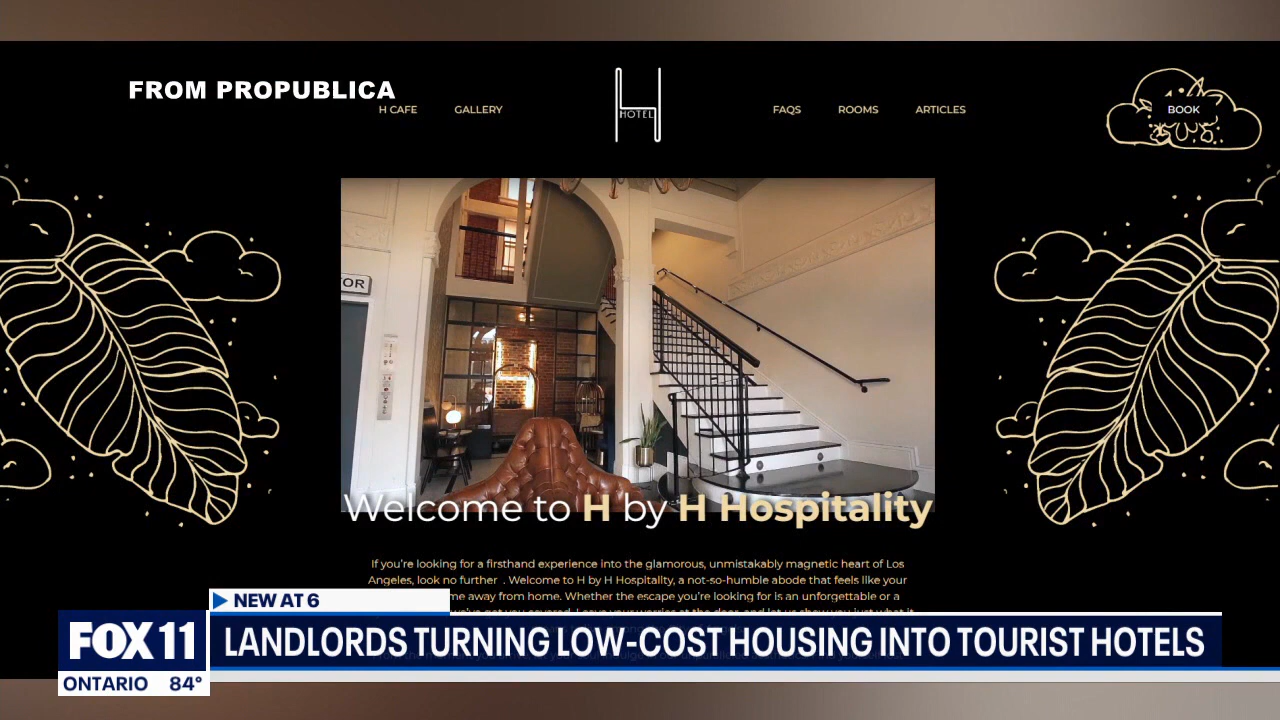 FROM PROPUBLICA
H CAFE GALLERY
HOTEL
FAQS ROOMS ARTICLES
BOOK
OR
Welcome to H by H Hospitality
If you're looking for a firsthand experience into the glamorous, unmistakably magnetic heart of Los
Angeles, look no further . Welcome to H by H Hospitality, a not-so-humble abode that feels like your
me away from home. Whether the escape you're looking for is an unforgettable or a
NEW AT 6
FOX 11
LANDLORDS TURNING LOW-COST HOUSING INTO TOURIST HOTELS
ONTARIO 84°